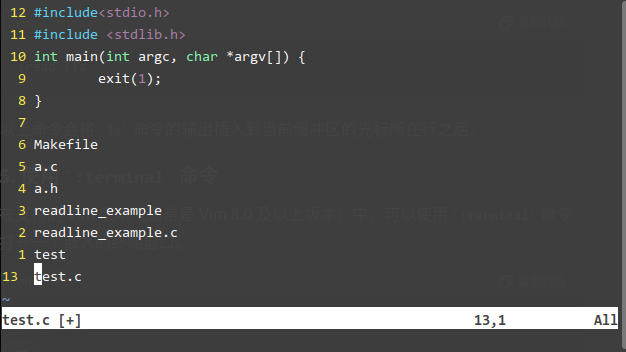 12 #include<stdio.h>
11 #include <stdlib.h>
10 int main(int argc, char *argv[]) {
9 exit(1);
8 }
7
6 Makefile
5 a.c
4 a.h
3 readline_example
2 readline_example.c
1 test
13 test.c
~
test.c [+] 13,1 All